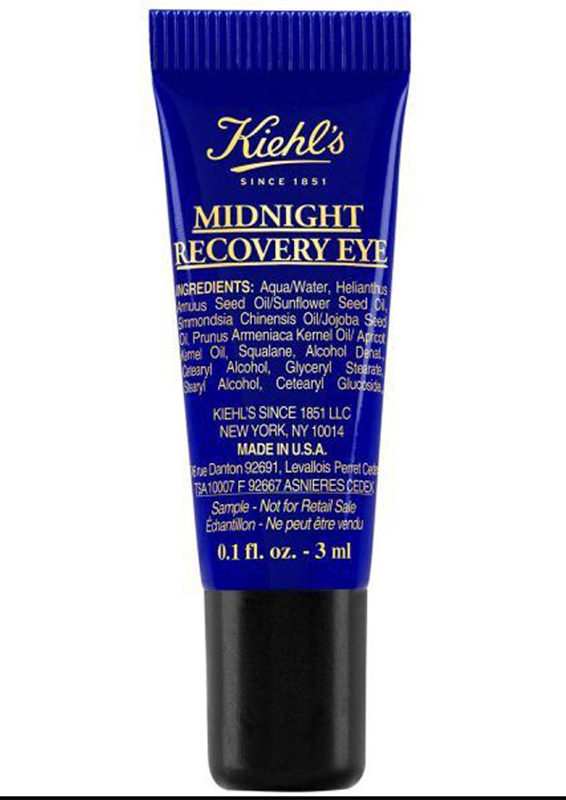 Kiehl's
SINCE 1851
MIDNIGHT
RECOVERY EYE
INGREDIENTS: Aqua/Water, Helianthus
Annuus Seed Oil/Sunflower Seed Oil,
Simmondsia Chinensis Oil/Jojoba Seed
Oil, Prunus Armeniaca Kernel Oil/ Apricot
Kernel Oil, Squalane, Alcohol Denat.,
Cetearyl Alcohol, Glyceryl Stearate,
Stearyl Alcohol, Cetearyl Glucoside,
KIEHL'S SINCE 1851 LLC
NEW YORK, NY 10014
MADE IN U.S.A.
rue Danton 92691, Levallois Perret Cedex
TSA10007 F 92667 ASNIERES CEDEX
Sample - Not for Retail Sale
Échantillon - Ne peut être vendu
0.1 fl. oz. - 3 ml